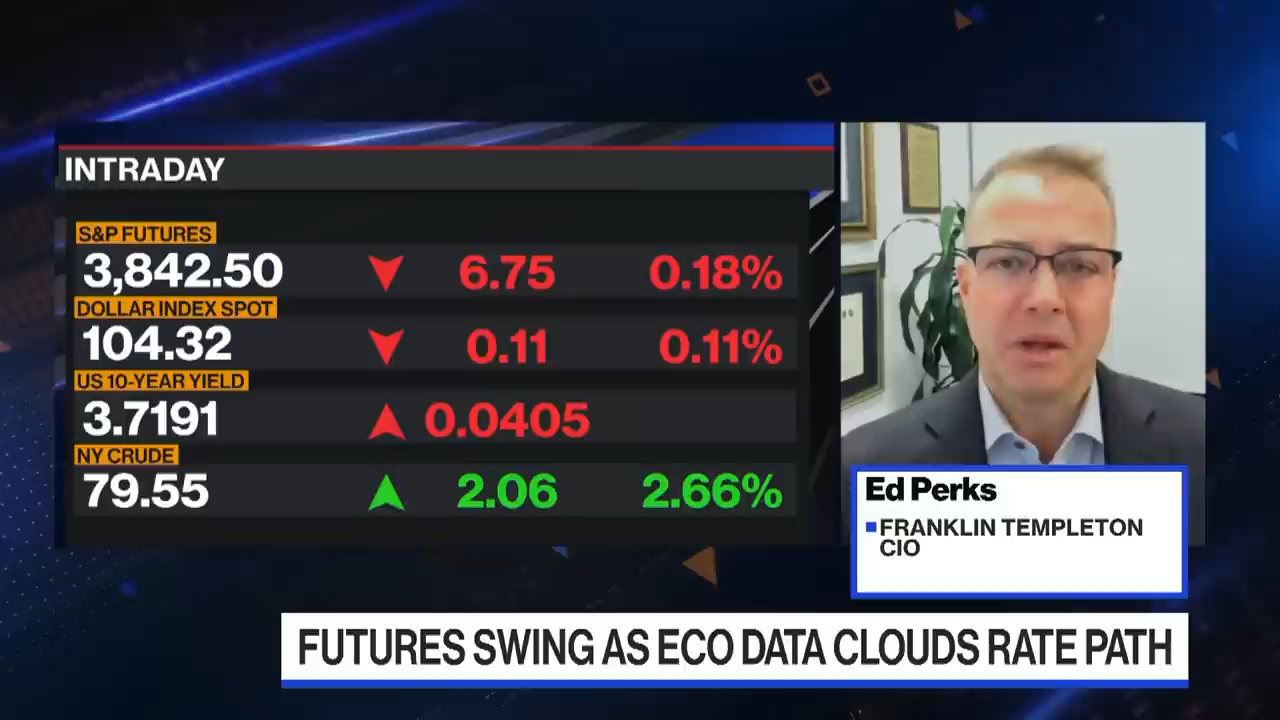 INTRADAY
S&P FUTURES
3,842.50 6.75 0.18%
DOLLAR INDEX SPOT
104.32 0.11 0.11%
US 10-YEAR YIELD
3.7191 0.0405
NY CRUDE
79.55 2.06 2.66%
Ed Perks
FRANKLIN TEMPLETON
CIO
FUTURES SWING AS ECO DATA CLOUDS RATE PATH